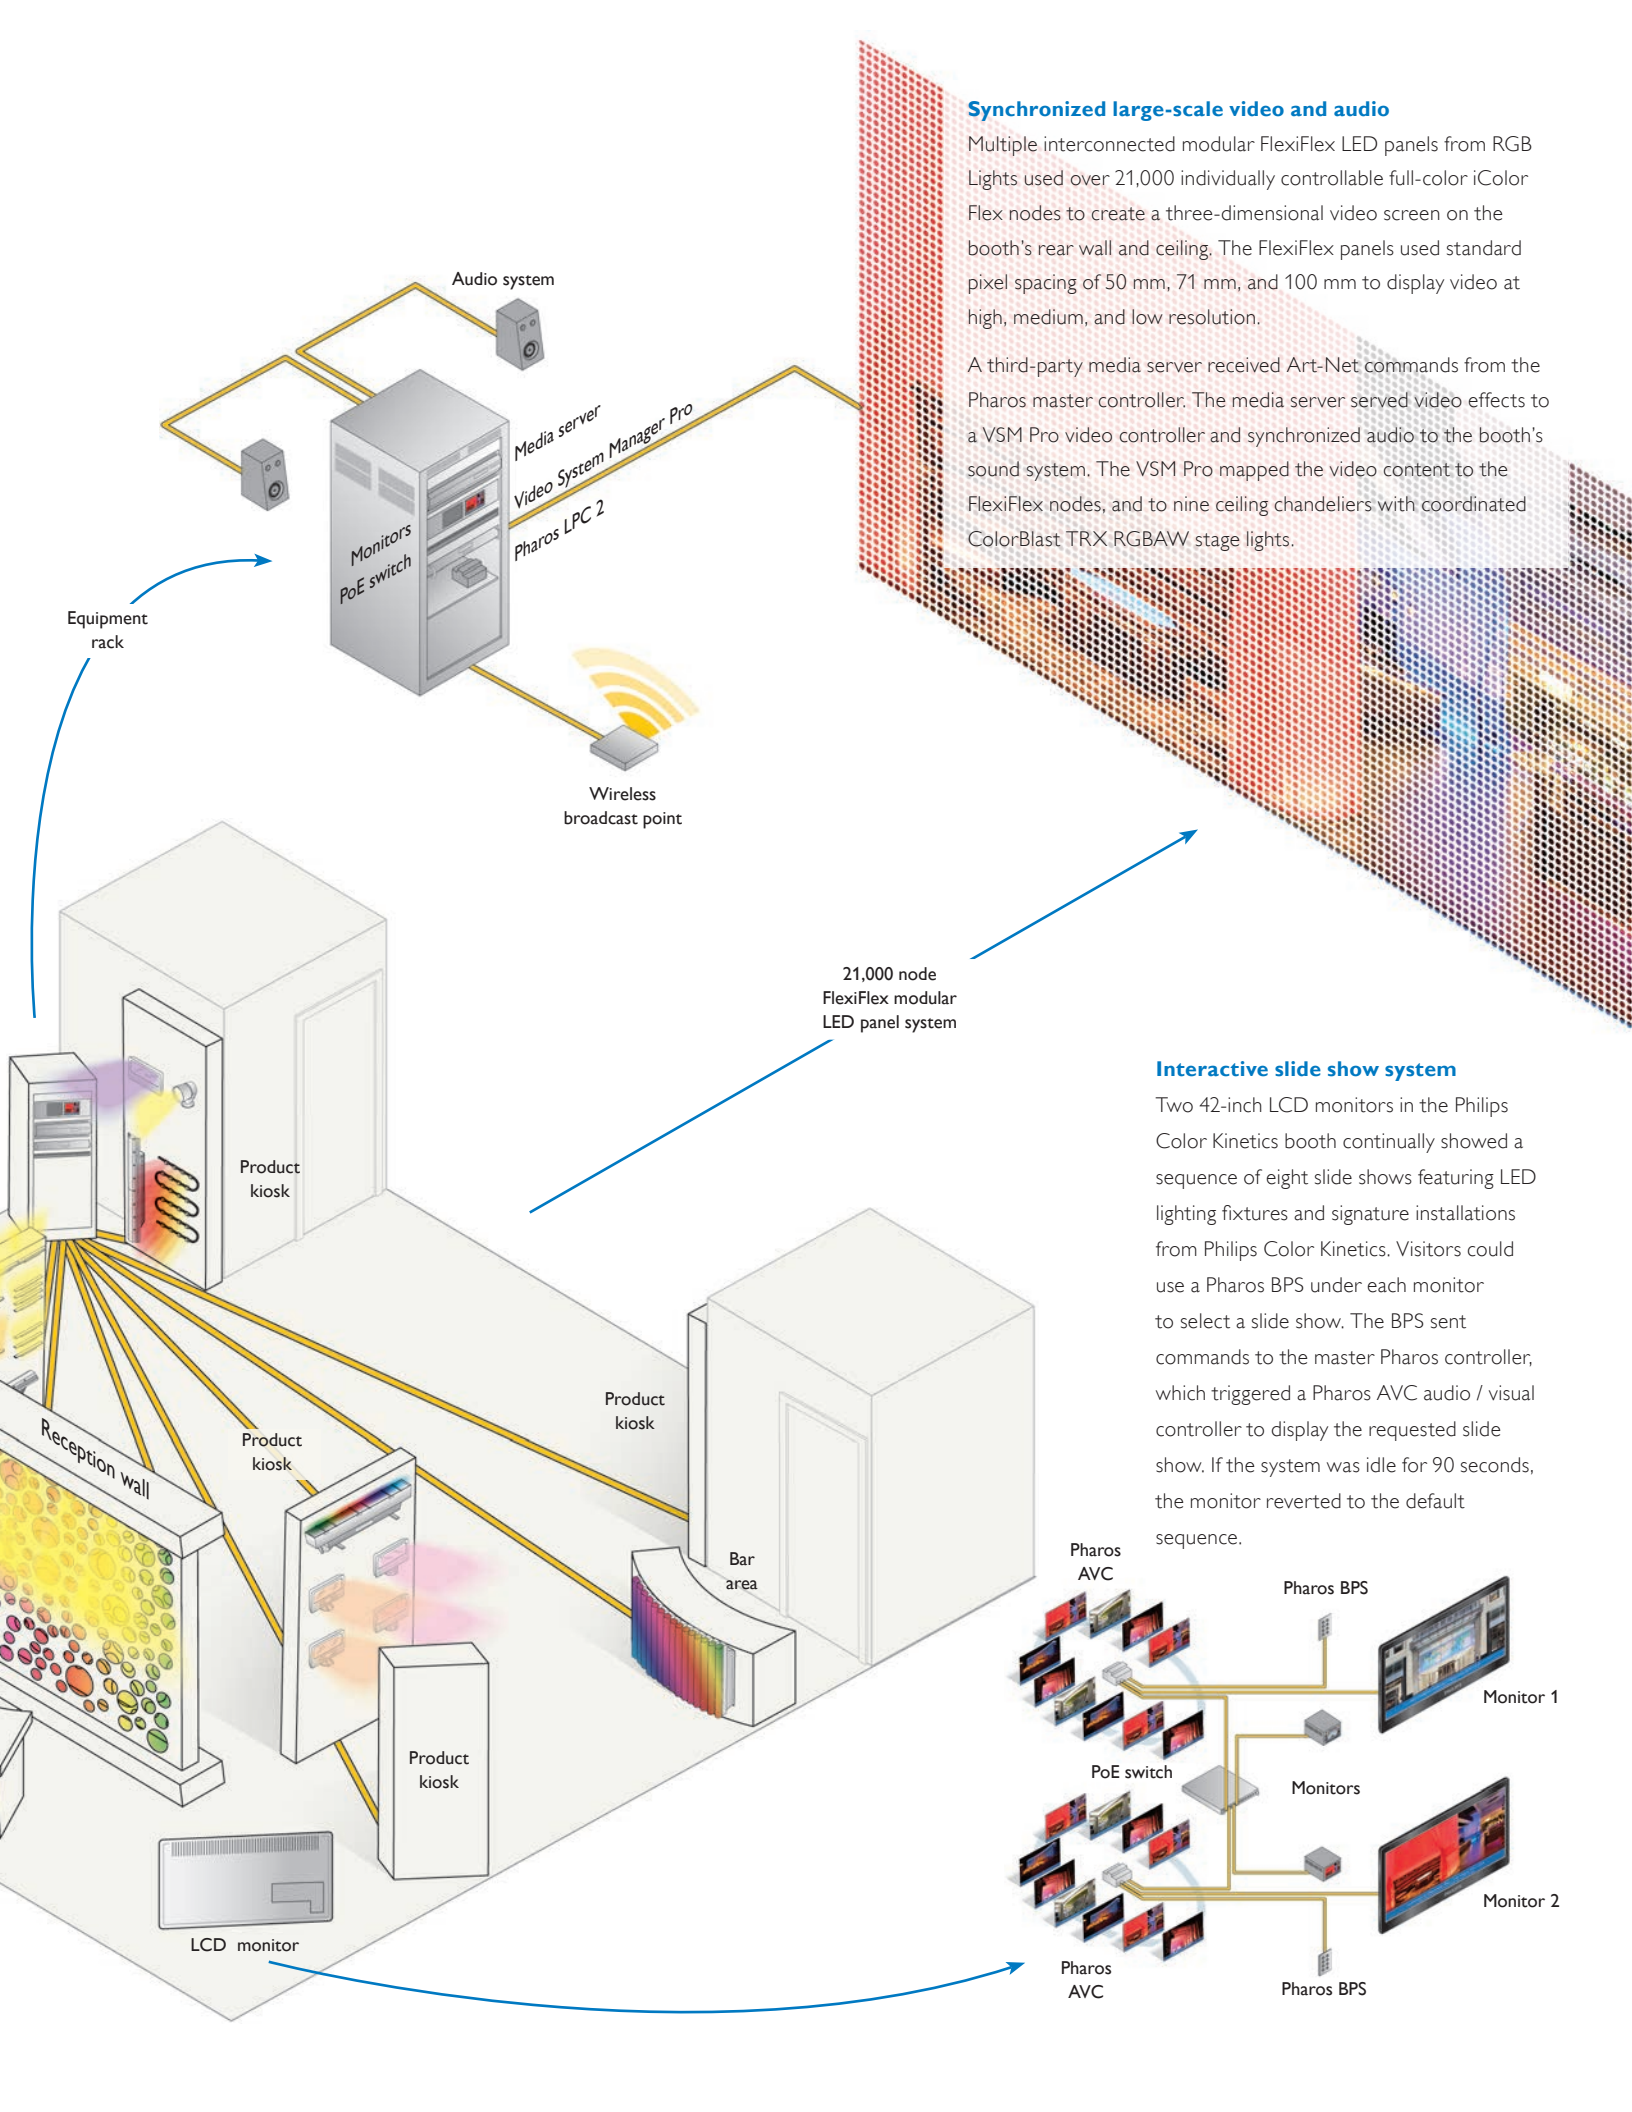 Synchronized large-scale video and audio
Multiple interconnected modular FlexiFlex LED panels from RGB
Lights used over 21,000 individually controllable full-color iColor
Flex nodes to create a three-dimensional video screen on the
booth's rear wall and ceiling. The FlexiFlex panels used standard
pixel spacing of 50 mm, 71 mm, and 100 mm to display video at
high, medium, and low resolution.
A third-party media server received Art-Net commands from the
Pharos master controller. The media server served video effects to
a VSM Pro video controller and synchronized audio to the booth's
sound system. The VSM Pro mapped the video content to the
FlexiFlex nodes, and to nine ceiling chandeliers with coordinated
ColorBlast TRX RGBAW stage lights.
Audio system
Media server
Video System Manager Pro
Pharos LPC 2
Monitors
PoE switch
Equipment
rack
Wireless
broadcast point
21,000 node
FlexiFlex modular
LED panel system
Product
kiosk
Product
kiosk
Product
kiosk
Reception wall
Bar
area
Product
kiosk
LCD monitor
Interactive slide show system
Two 42-inch LCD monitors in the Philips
Color Kinetics booth continually showed a
sequence of eight slide shows featuring LED
lighting fixtures and signature installations
from Philips Color Kinetics. Visitors could
use a Pharos BPS under each monitor
to select a slide show. The BPS sent
commands to the master Pharos controller,
which triggered a Pharos AVC audio / visual
controller to display the requested slide
show. If the system was idle for 90 seconds,
the monitor reverted to the default
sequence.
Pharos
AVC
Pharos BPS
Monitor 1
PoE switch
Monitors
Monitor 2
Pharos
AVC
Pharos BPS